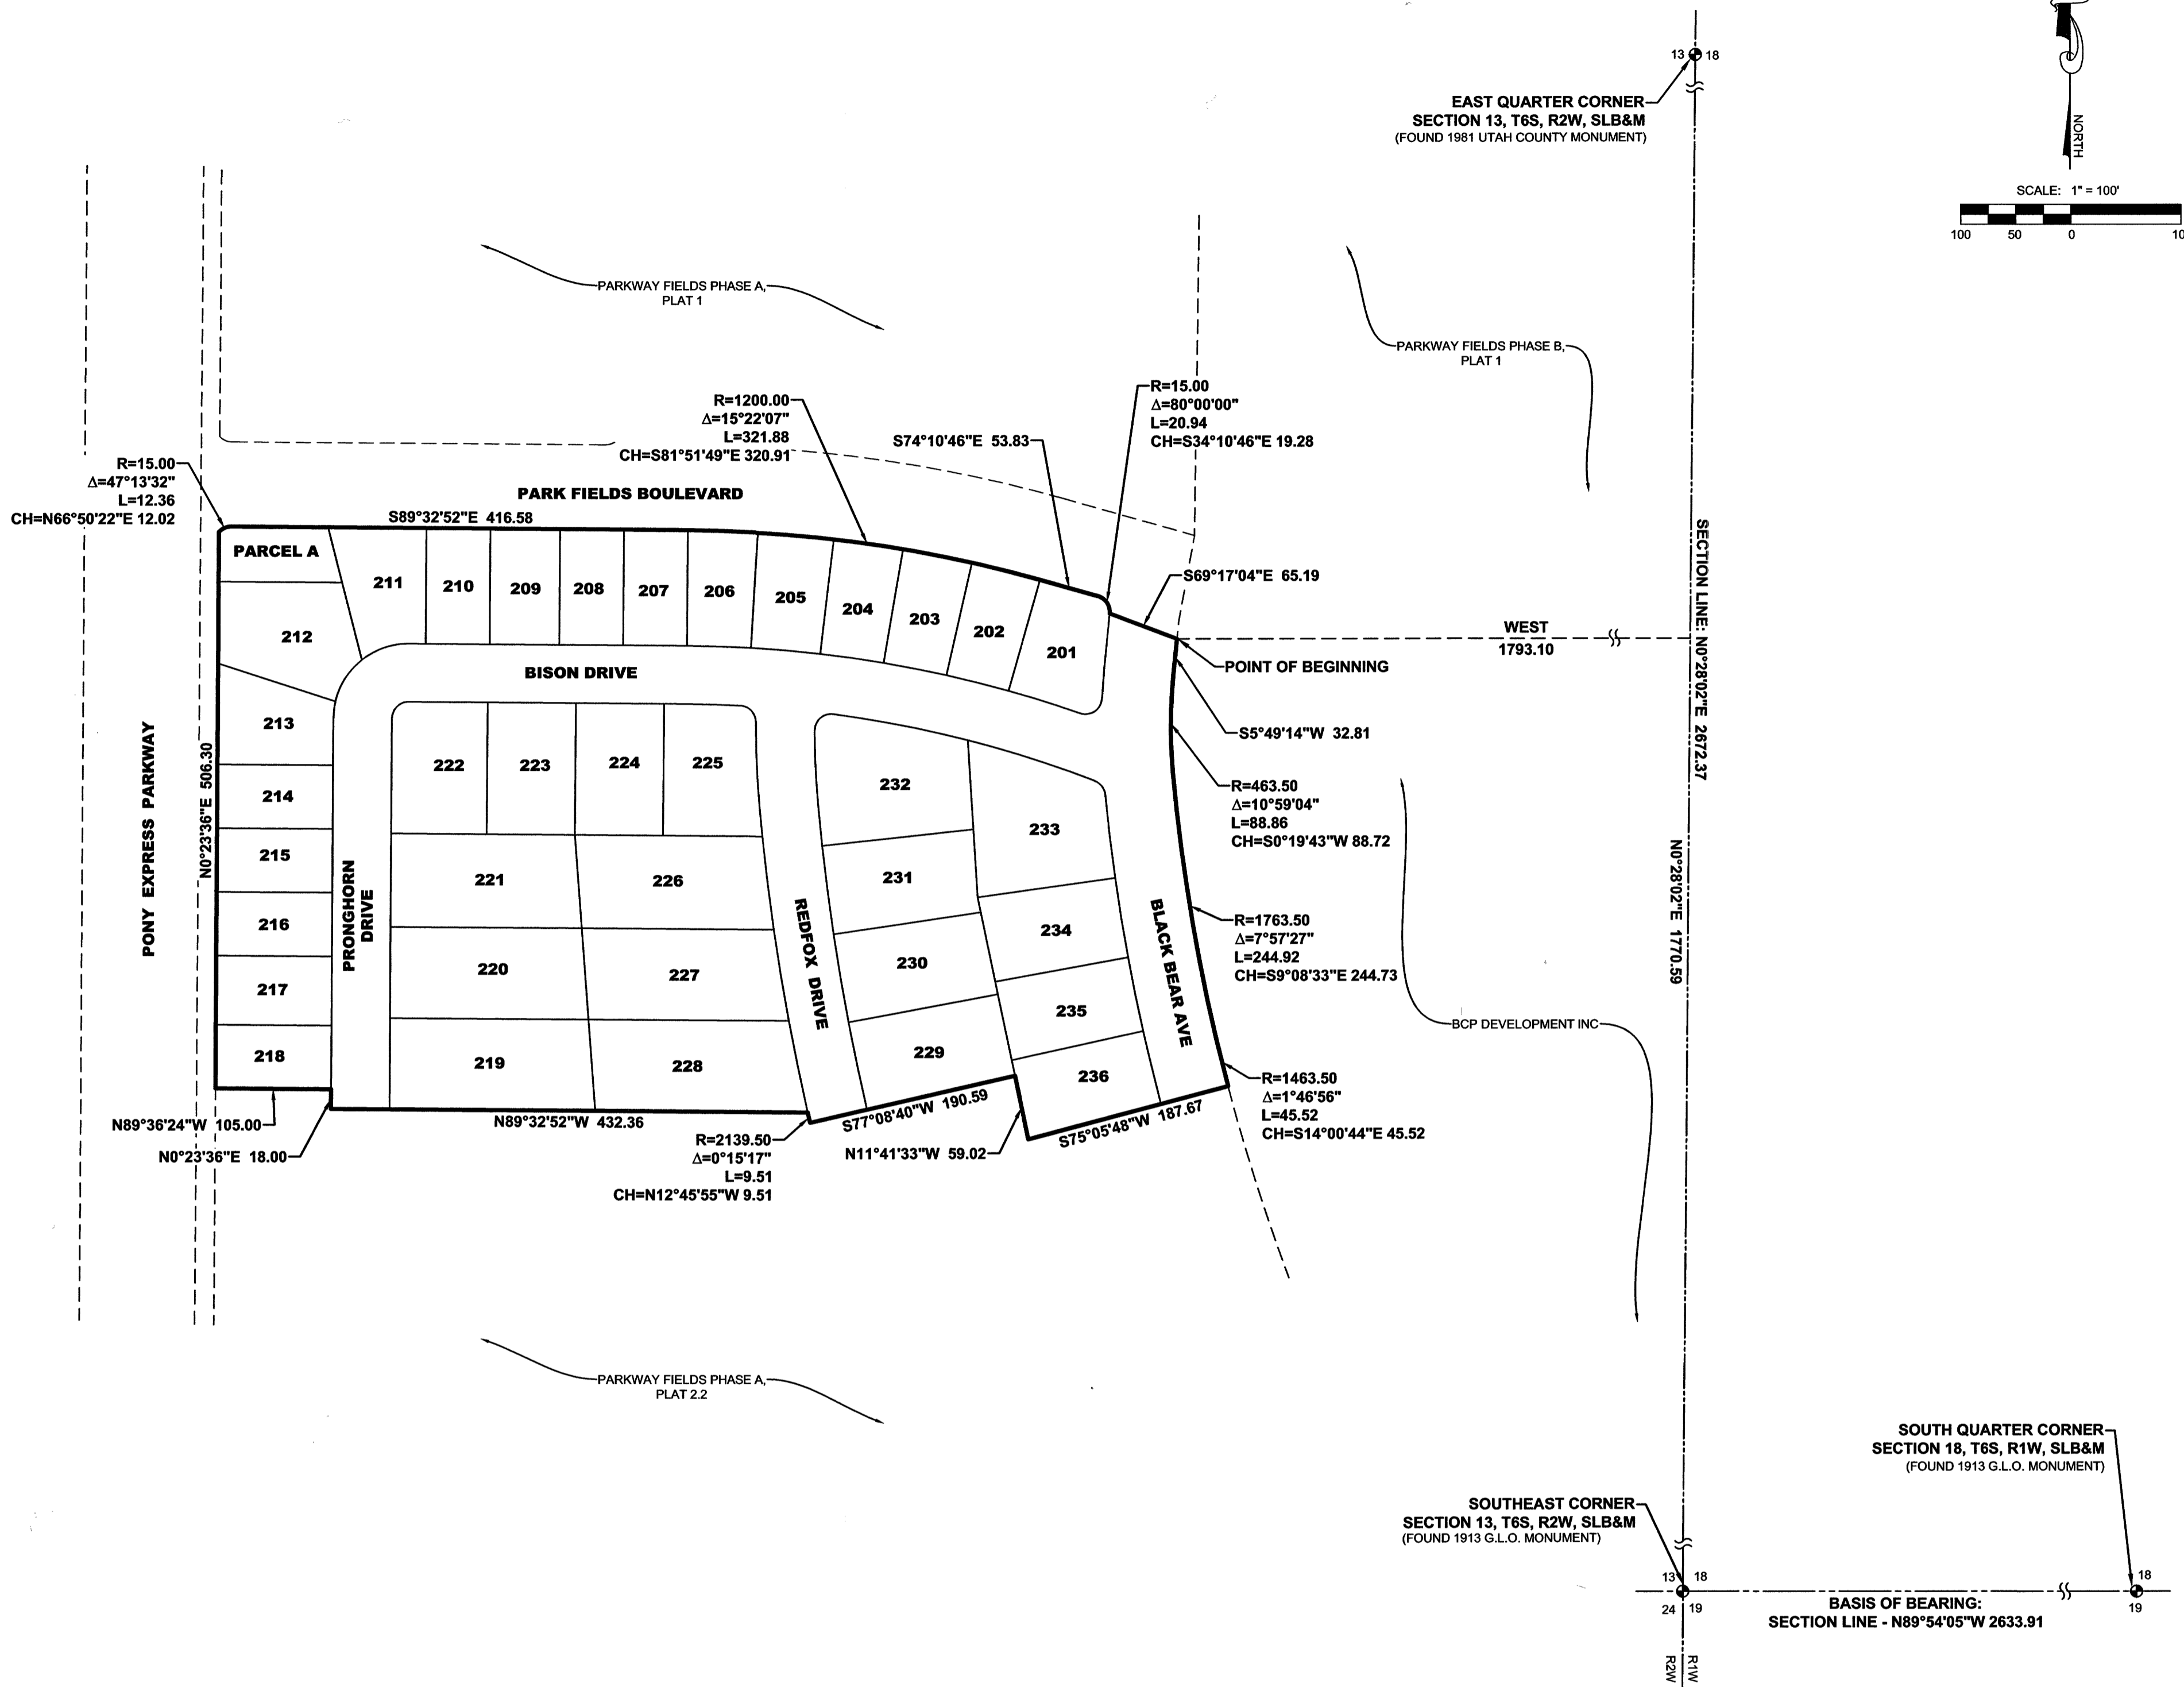 13 18
EAST QUARTER CORNER
SECTION 13, T6S, R2W, SLB&M
(FOUND 1981 UTAH COUNTY MONUMENT)
NORTH
SCALE: 1" = 100'
100 50 0 10
PARKWAY FIELDS PHASE A,
PLAT 1
PARKWAY FIELDS PHASE B,
PLAT 1
R=15.00
Δ=47°13'32"
L=12.36
CH=N66°50'22"E 12.02
R=1200.00
Δ=15°22'07"
L=321.88
CH=S81°51'49"E 320.91
S74°10'46"E 53.83
R=15.00
Δ=80°00'00"
L=20.94
CH=S34°10'46"E 19.28
PARK FIELDS BOULEVARD
S89°32'52"E 416.58
S69°17'04"E 65.19
WEST
1793.10
POINT OF BEGINNING
SECTION LINE: N0°28'02"E 2672.37
N0°28'02"E 1770.59
PARCEL A
211
210
209
208
207
206
205
204
203
202
201
212
213
214
215
216
217
218
BISON DRIVE
222
223
224
225
221
226
220
227
219
228
232
233
231
234
230
235
229
236
PONY EXPRESS PARKWAY
N0°23'36"E 506.30
PRONGHORN
DRIVE
REDFOX DRIVE
BLACK BEAR AVE
S5°49'14"W 32.81
R=463.50
Δ=10°59'04"
L=88.86
CH=S0°19'43"W 88.72
R=1763.50
Δ=7°57'27"
L=244.92
CH=S9°08'33"E 244.73
BCP DEVELOPMENT INC
R=1463.50
Δ=1°46'56"
L=45.52
CH=S14°00'44"E 45.52
N89°36'24"W 105.00
N0°23'36"E 18.00
N89°32'52"W 432.36
R=2139.50
Δ=0°15'17"
L=9.51
CH=N12°45'55"W 9.51
S77°08'40"W 190.59
N11°41'33"W 59.02
S75°05'48"W 187.67
PARKWAY FIELDS PHASE A,
PLAT 2.2
SOUTH QUARTER CORNER
SECTION 18, T6S, R1W, SLB&M
(FOUND 1913 G.L.O. MONUMENT)
SOUTHEAST CORNER
SECTION 13, T6S, R2W, SLB&M
(FOUND 1913 G.L.O. MONUMENT)
13 18
24 19
18
19
BASIS OF BEARING:
SECTION LINE - N89°54'05"W 2633.91
R2W
R1W